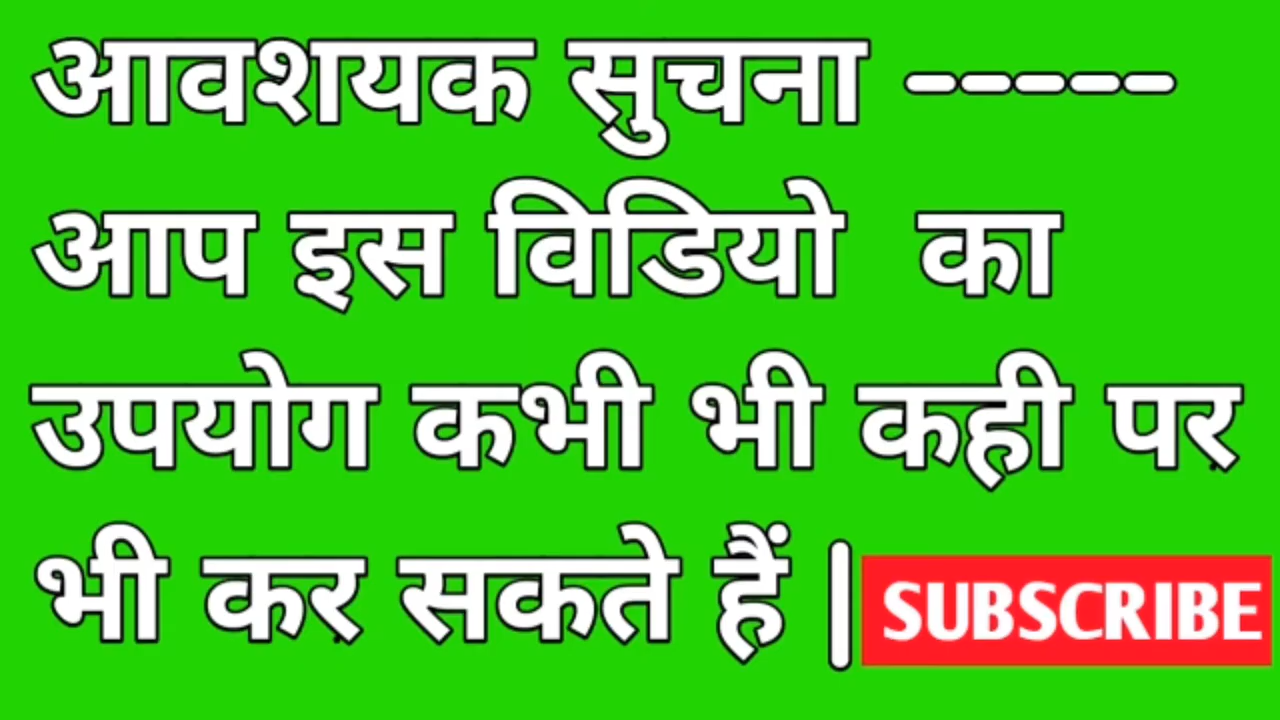 आवशयक सुचना -----
आप इस विडियो का
उपयोग कभी भी कही पर
भी कर सकते हैं | SUBSCRIBE